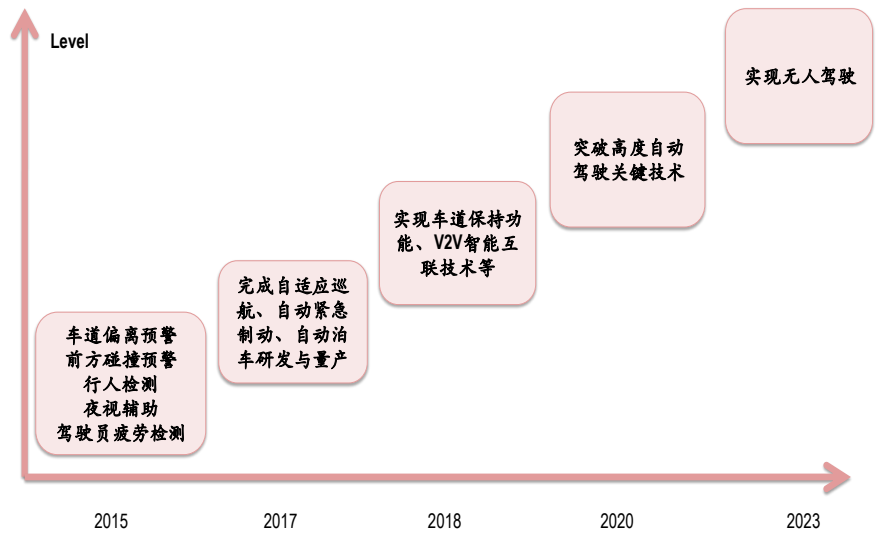 Level
实现无人驾驶
突破高度自动
驾驶关键技术
实现车道保持功
能、V2V智能互
联技术等
完成自适应巡
航、自动紧急
制动、自动泊
车研发与量产
车道偏离预警
前方碰撞预警
行人检测
夜视辅助
驾驶员疲劳检测
2015
2017
2018
2020
2023